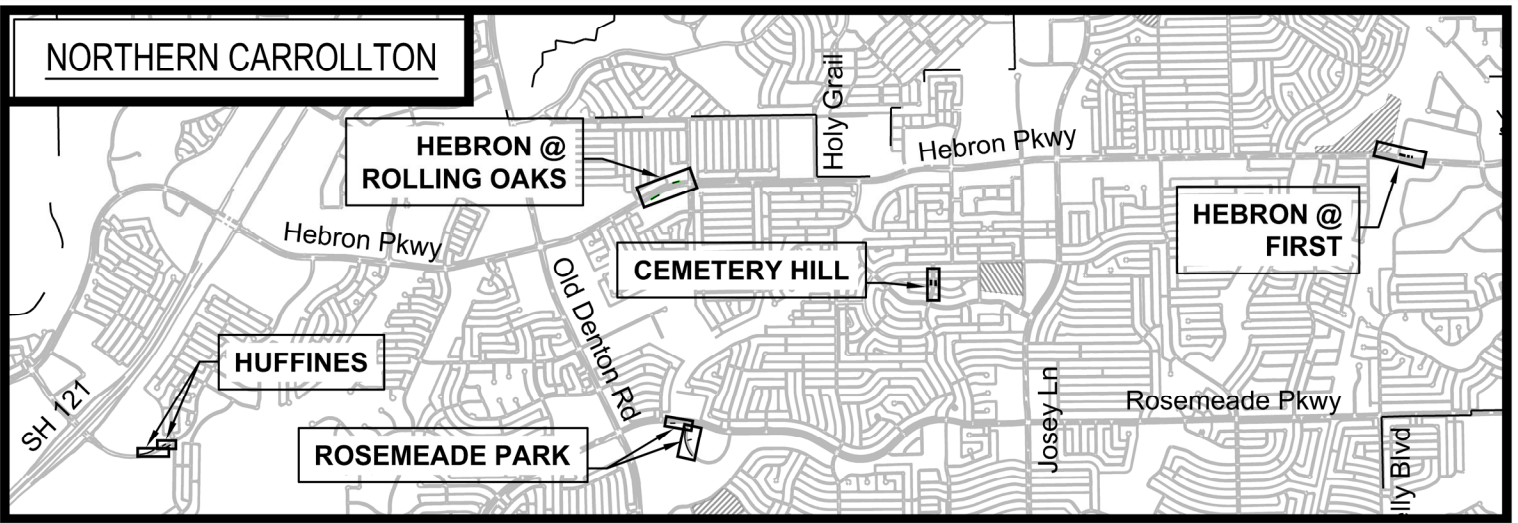 NORTHERN CARROLLTON
HEBRON @
ROLLING OAKS
Holy Grail
Hebron Pkwy
HEBRON @
FIRST
Hebron Pkwy
CEMETERY HILL
Old Denton Rd
HUFFINES
SH 121
ROSEMEADE PARK
Josey Ln
Rosemeade Pkwy
elly Blvd